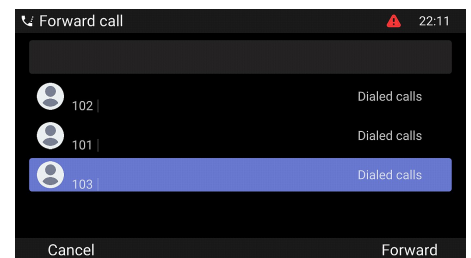 Forward call 22:11
102 | Dialed calls
101 | Dialed calls
103 | Dialed calls
Cancel Forward